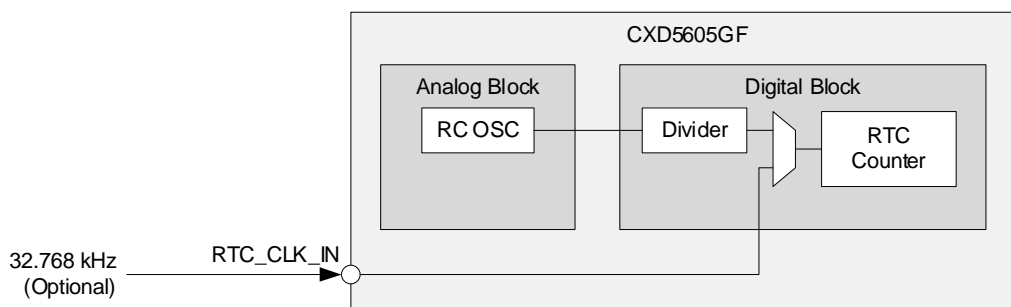 CXD5605GF
Analog Block
Digital Block
RC OSC
Divider
RTC
Counter
RTC_CLK_IN
32.768 kHz
(Optional)